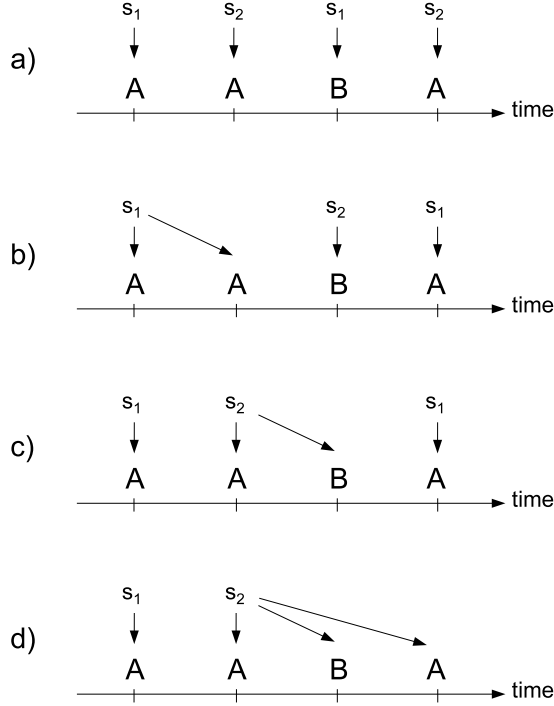 s₁ s₂ s₁ s₂
a) A A B A time
s₁ s₂ s₁
b) A A B A time
s₁ s₂ s₁
c) A A B A time
s₁ s₂
d) A A B A time